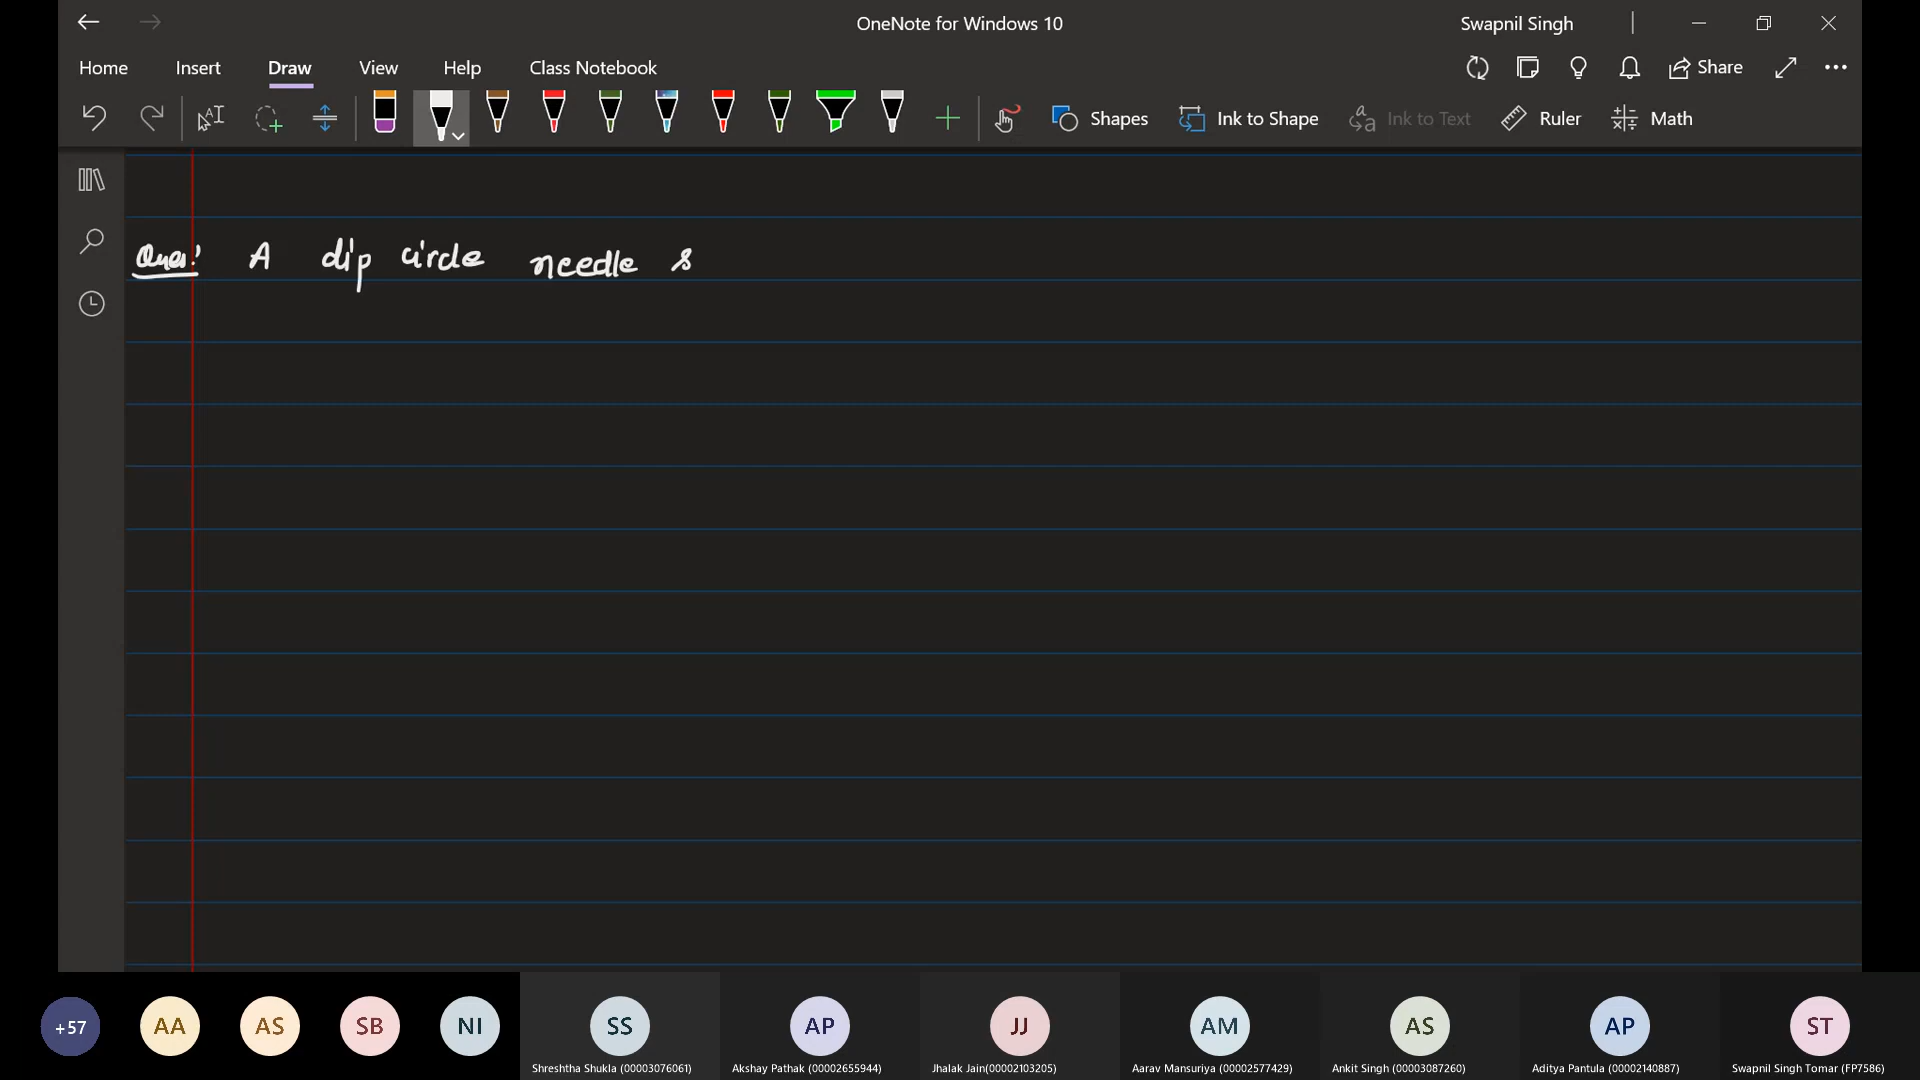 OneNote for Windows 10
Swapnil Singh
Home Insert Draw View Help Class Notebook
Share
Shapes Ink to Shape Ink to Text Ruler Math
Ques: A dip circle needle s
+57 AA AS SB NI SS AP JJ AM AS AP ST
Shreshtha Shukla (00003076061) Akshay Pathak (00002655944) Jhalak Jain(00002103205) Aarav Mansuriya (00002577429) Ankit Singh (00003087260) Aditya Pantula (00002140887) Swapnil Singh Tomar (FP7586)